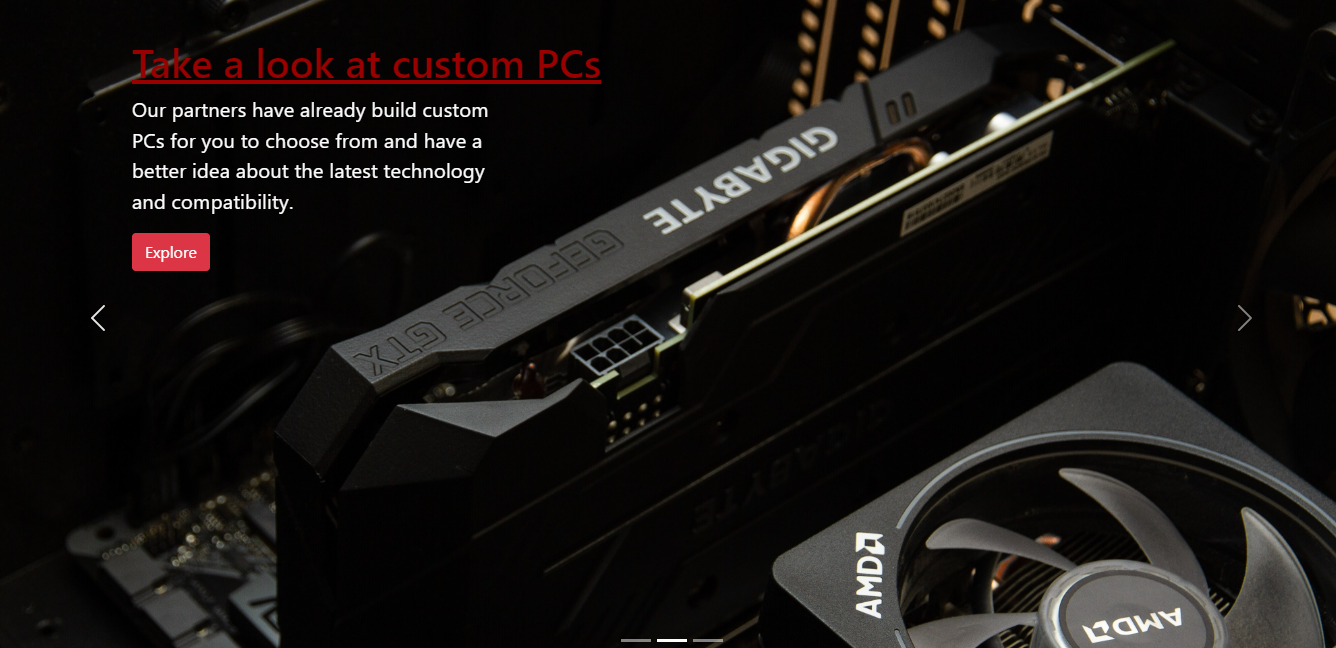 Take a look at custom PCs
Our partners have already build custom
PCs for you to choose from and have a
better idea about the latest technology
and compatibility.
Explore
GIGABYTE
GEFORCE GTX
GIGABYTE
AMD
AMD